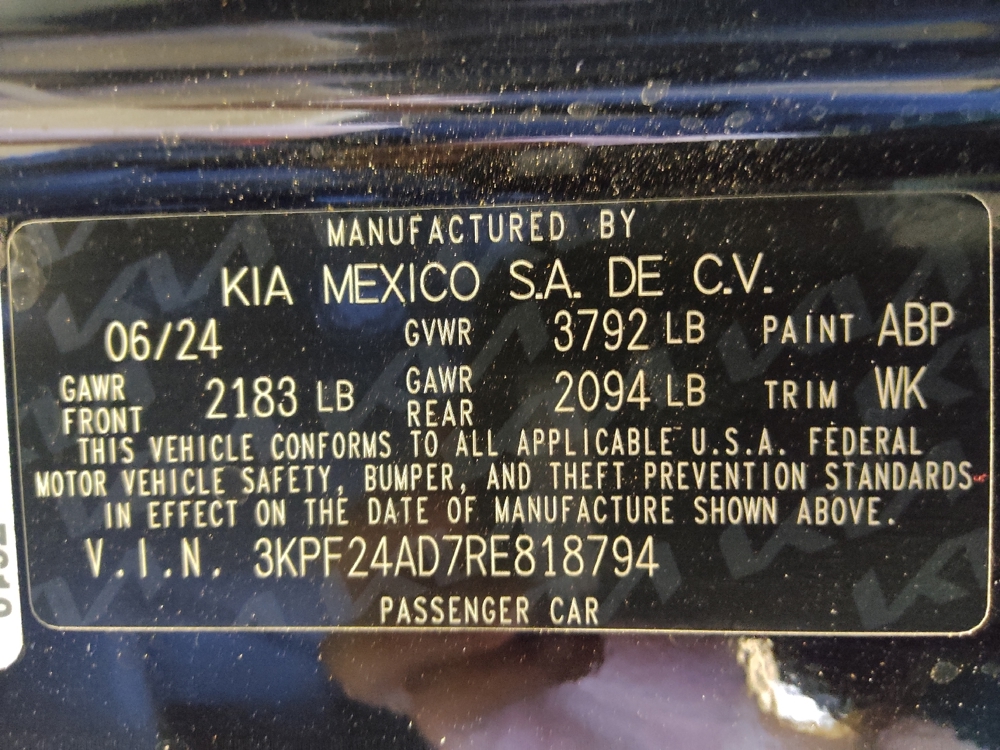 MANUFACTURED BY
KIA MEXICO S.A. DE C.V.
06/24 GVWR 3792 LB PAINT ABP
GAWR FRONT 2183 LB GAWR REAR 2094 LB TRIM WK
THIS VEHICLE CONFORMS TO ALL APPLICABLE U.S.A. FEDERAL
MOTOR VEHICLE SAFETY, BUMPER, AND THEFT PREVENTION STANDARDS
IN EFFECT ON THE DATE OF MANUFACTURE SHOWN ABOVE.
V.I.N. 3KPF24AD7RE818794
PASSENGER CAR